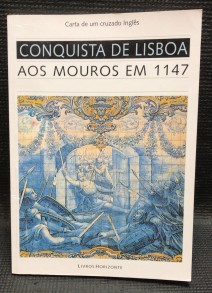 Carta de um cruzado Inglês
CONQUISTA DE LISBOA
AOS MOUROS EM 1147
LIVROS HORIZONTE